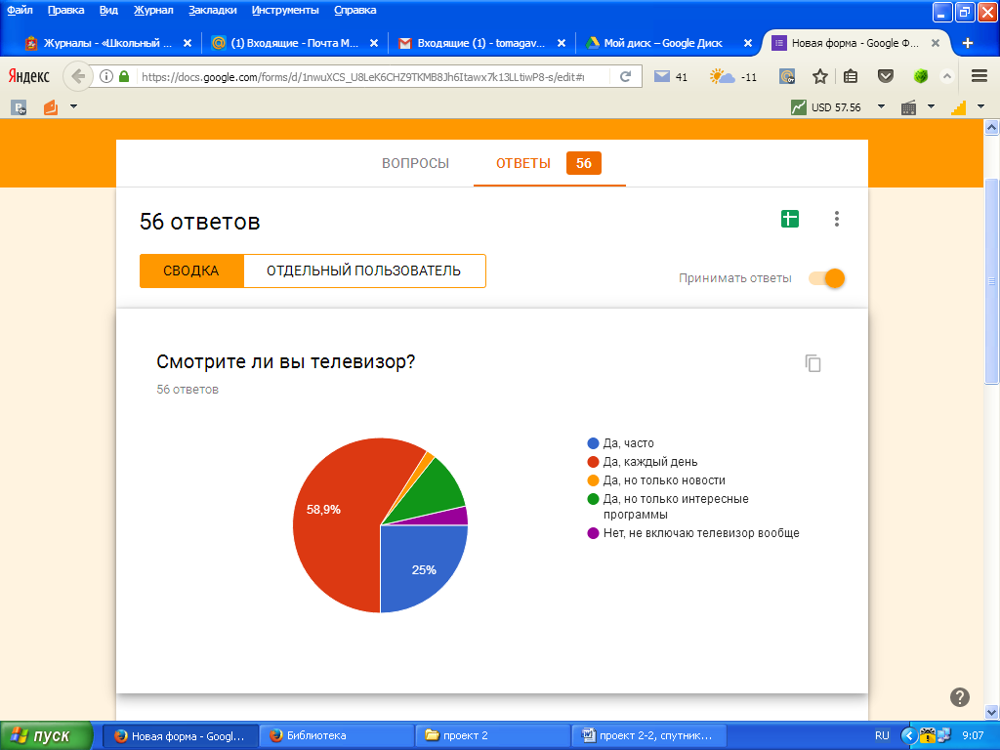 Файл Правка Вид Журнал Закладки Инструменты Справка
Журналы - «Школьный ... (1) Входящие - Почта М... Входящие (1) - tomagav... Мой диск – Google Диск Новая форма - Google Ф...
Яндекс https://docs.google.com/forms/d/1nwuXCS_U8LeK6CHZ9TKMB8Jh6Itawx7k13LLtiwP8-s/edit# 41 -11
USD 57.56
ВОПРОСЫ ОТВЕТЫ 56
56 ответов
СВОДКА ОТДЕЛЬНЫЙ ПОЛЬЗОВАТЕЛЬ
Принимать ответы
Смотрите ли вы телевизор?
56 ответов
Да, часто
Да, каждый день
Да, но только новости
Да, но только интересные
программы
Нет, не включаю телевизор вообще
58,9%
25%
пуск Новая форма - Googl... Библиотека проект 2 проект 2-2, спутник... RU 9:07